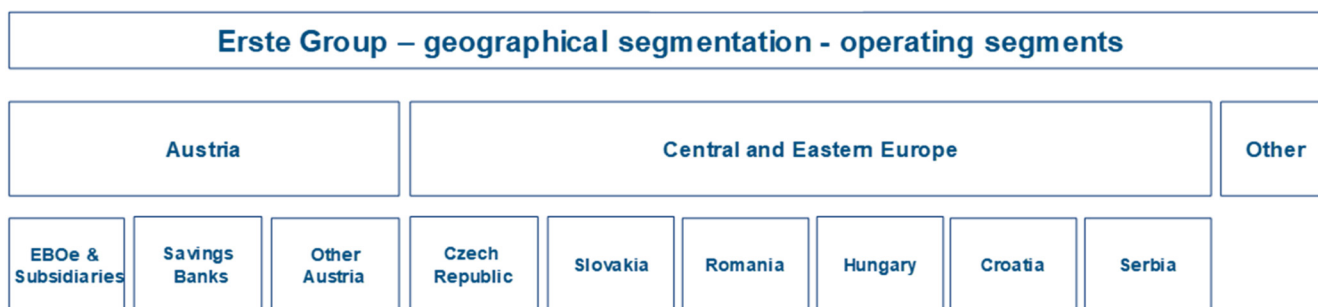 Erste Group – geographical segmentation - operating segments
Austria
Central and Eastern Europe
Other
EBOe &
Subsidiaries
Savings
Banks
Other
Austria
Czech
Republic
Slovakia
Romania
Hungary
Croatia
Serbia